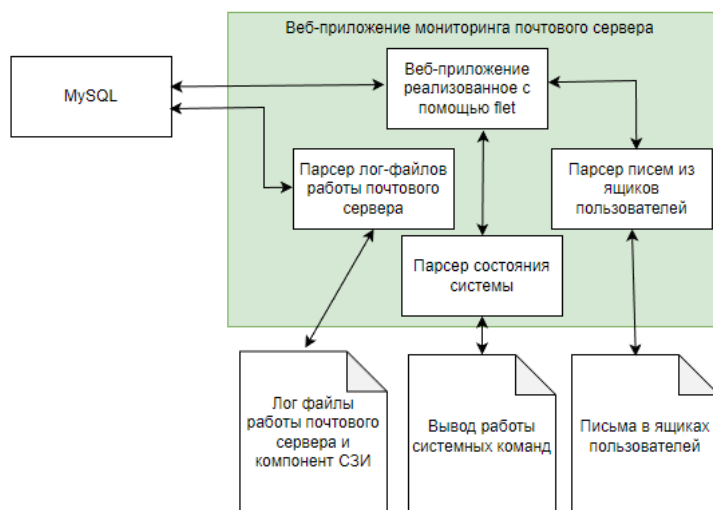 Веб-приложение мониторинга почтового сервера
MySQL
Веб-приложение
реализованное с
помощью flet
Парсер лог-файлов
работы почтового
сервера
Парсер писем из
ящиков
пользователей
Парсер состояния
системы
Лог файлы
работы почтового
сервера и
компонент СЗИ
Вывод работы
системных команд
Письма в ящиках
пользователей